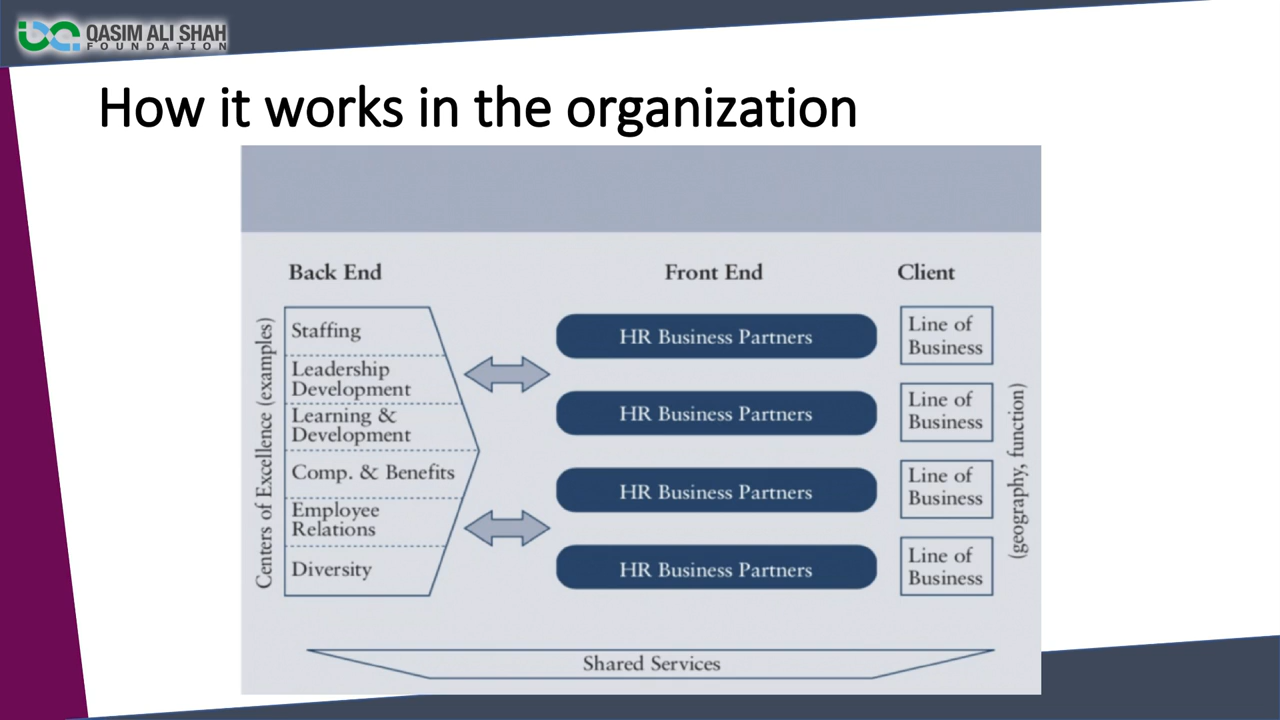 QASIM ALI SHAH
FOUNDATION
How it works in the organization
Back End
Front End
Client
Centers of Excellence (examples)
Staffing
Leadership
Development
Learning &
Development
Comp. & Benefits
Employee
Relations
Diversity
HR Business Partners
HR Business Partners
HR Business Partners
HR Business Partners
Line of
Business
Line of
Business
Line of
Business
Line of
Business
(geography, function)
Shared Services